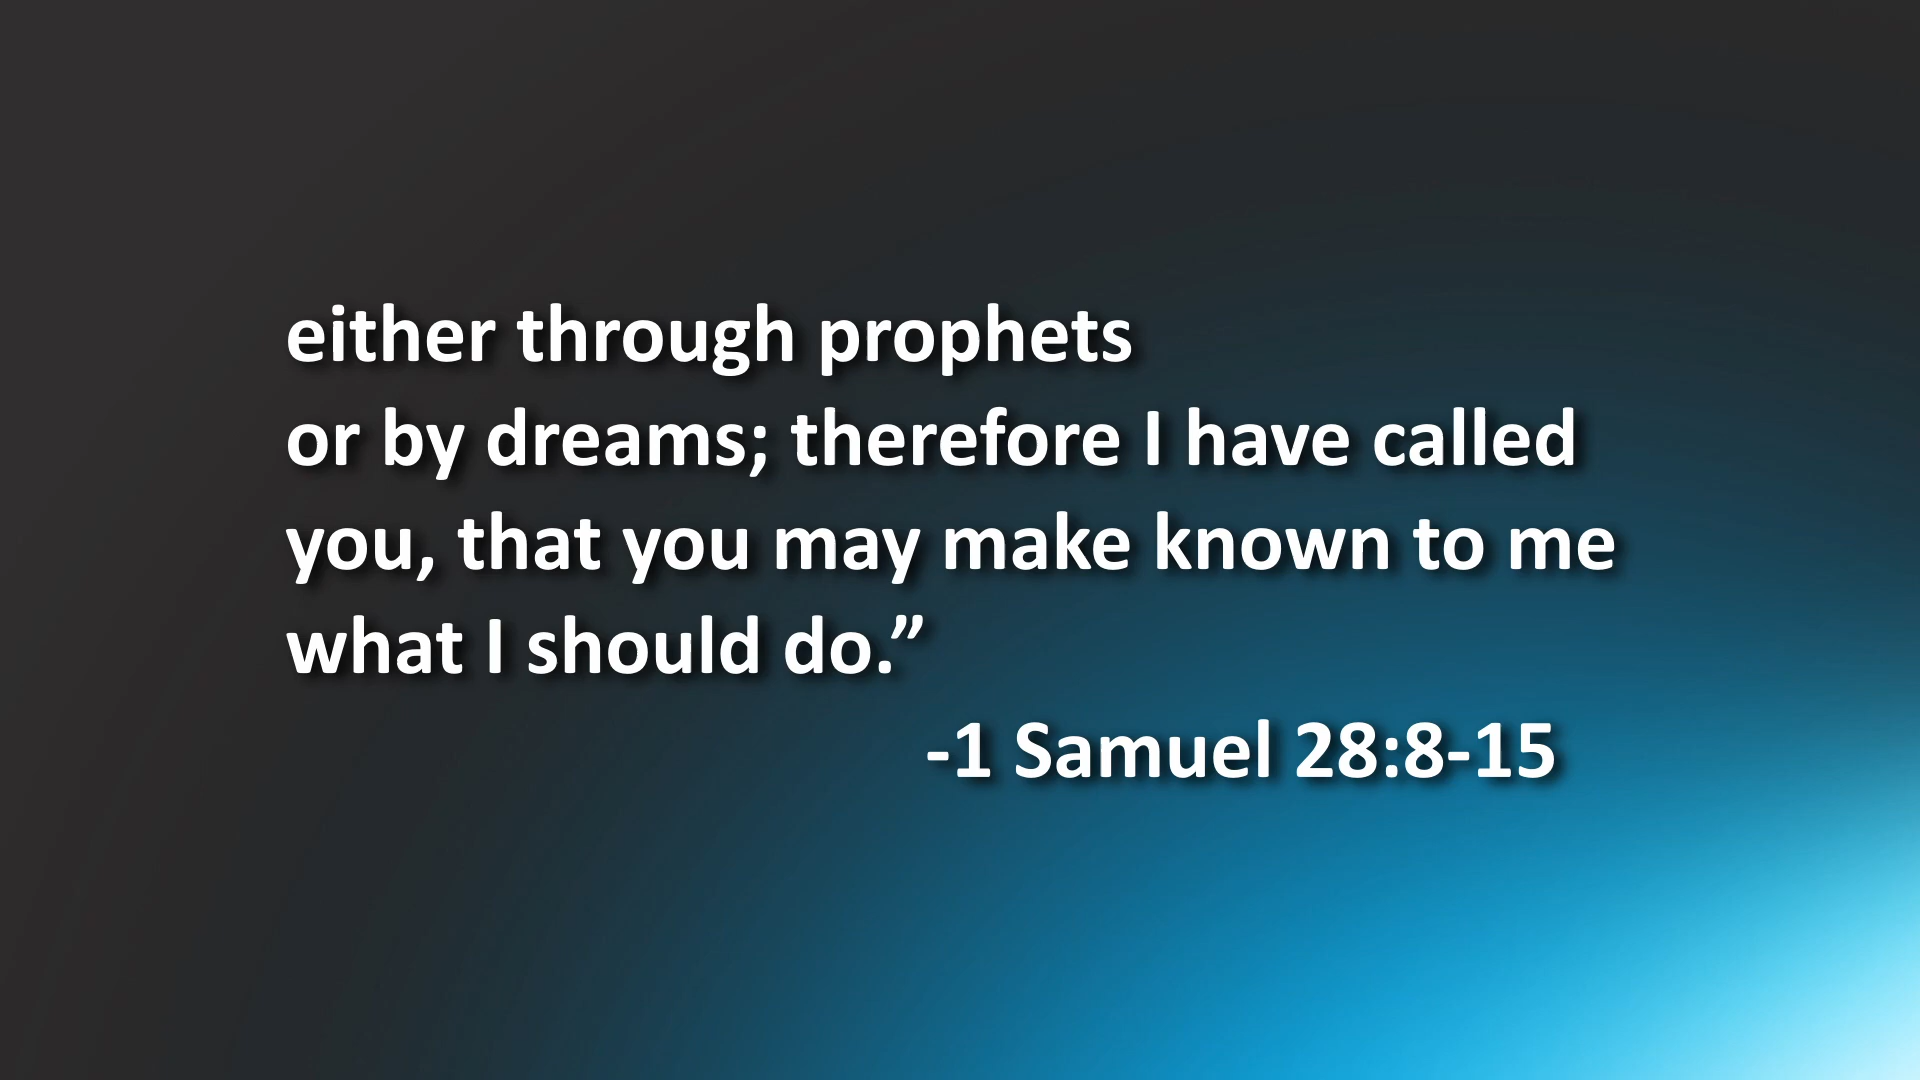 either through prophets
or by dreams; therefore I have called
you, that you may make known to me
what I should do.”
-1 Samuel 28:8-15